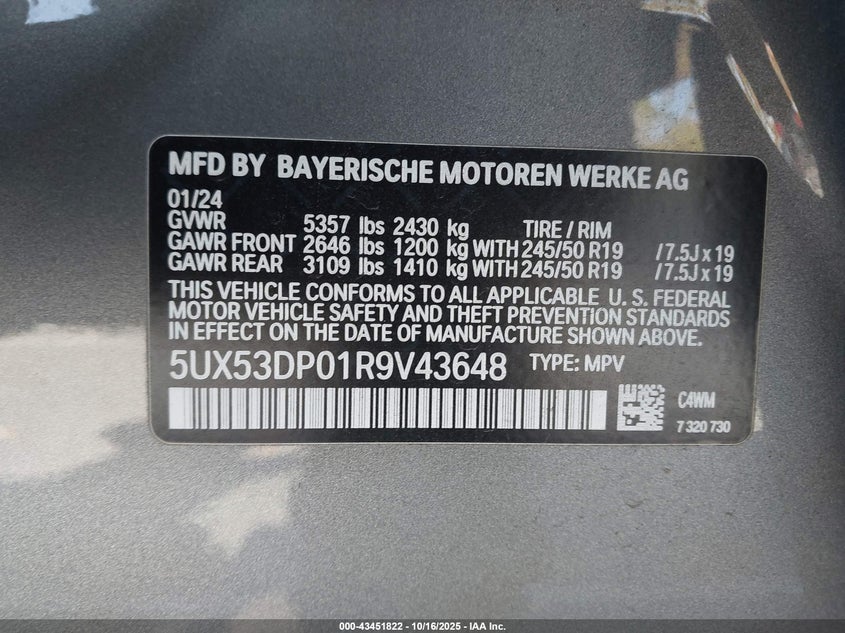 MFD BY BAYERISCHE MOTOREN WERKE AG
01/24
GVWR 5357 lbs 2430 kg TIRE / RIM
GAWR FRONT 2646 lbs 1200 kg WITH 245/50 R19 /7.5J x 19
GAWR REAR 3109 lbs 1410 kg WITH 245/50 R19 /7.5J x 19
THIS VEHICLE CONFORMS TO ALL APPLICABLE U. S. FEDERAL
MOTOR VEHICLE SAFETY AND THEFT PREVENTION STANDARDS
IN EFFECT ON THE DATE OF MANUFACTURE SHOWN ABOVE.
5UX53DP01R9V43648 TYPE: MPV
C4WM
7 320 730
000-43451822 - 10/16/2025 - IAA Inc.